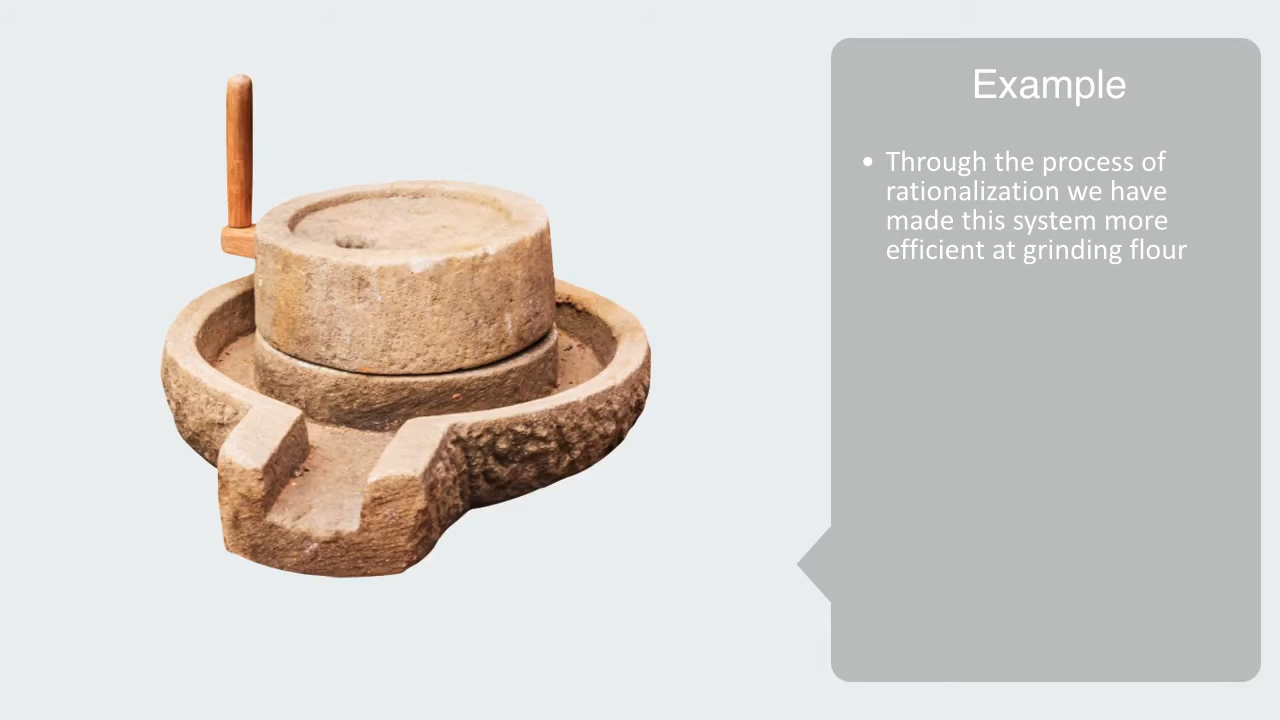 Example
• Through the process of
rationalization we have
made this system more
efficient at grinding flour